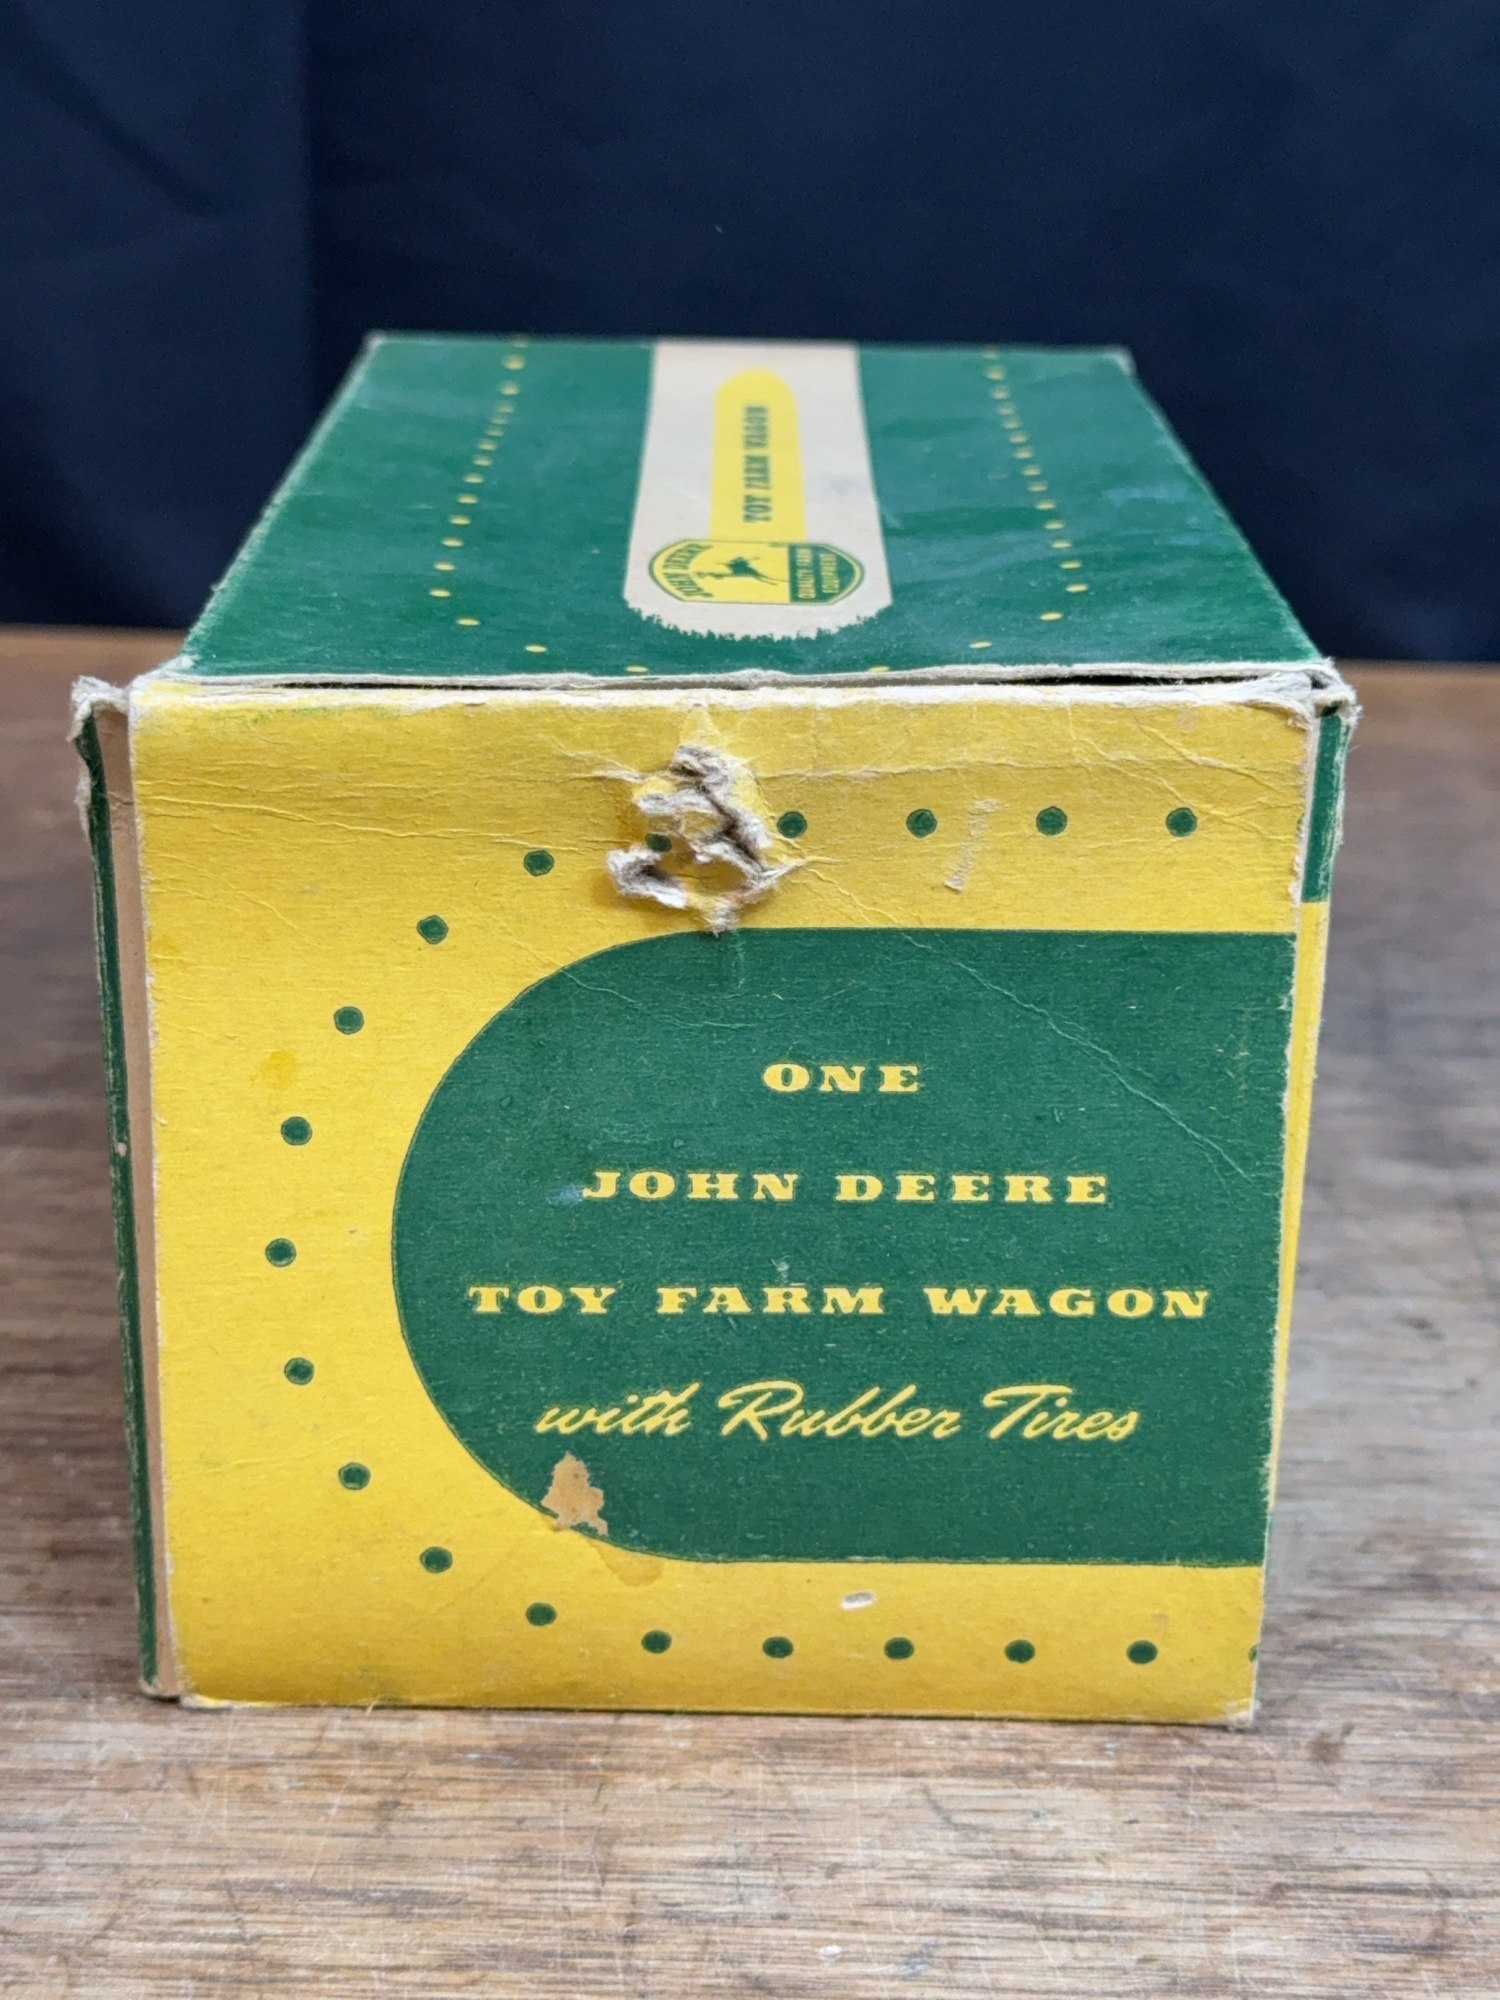 TOY FARM WAGON
JOHN DEERE
QUALITY FARM
EQUIPMENT
ONE
JOHN DEERE
TOY FARM WAGON
with Rubber Tires